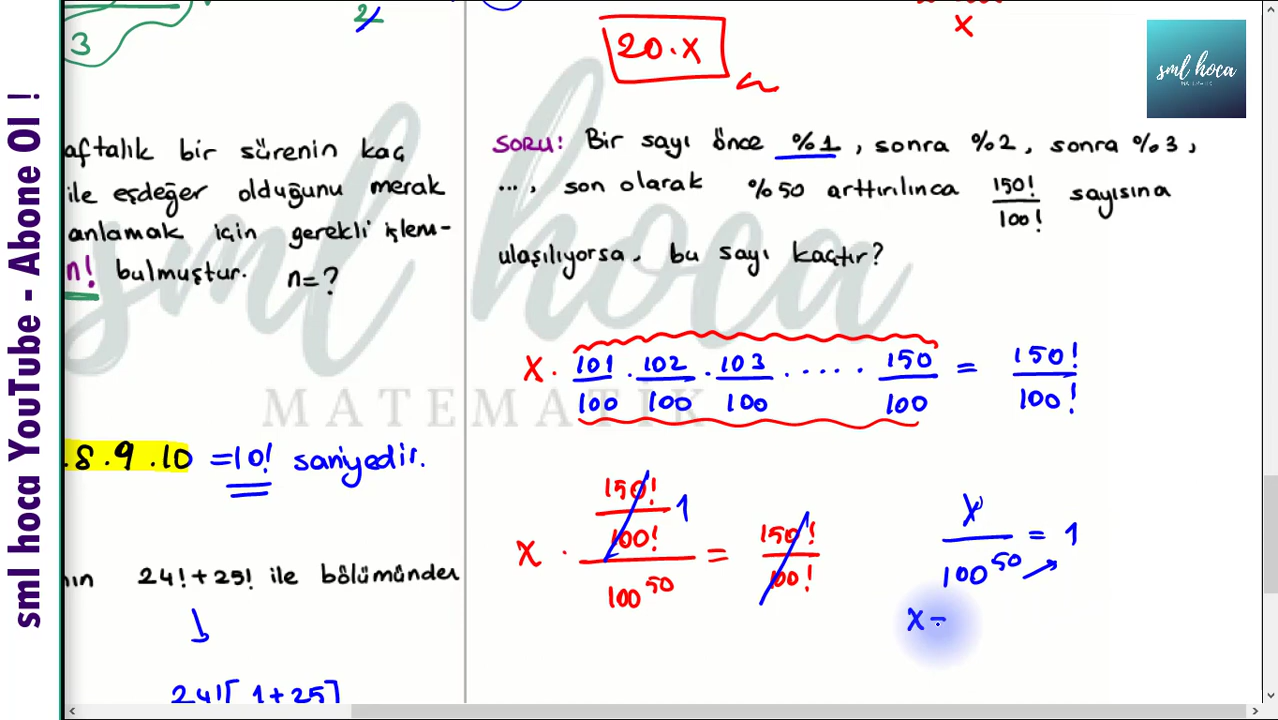 sml hoca YouTube - Abone Ol !
3
2
aftalık bir sürenin kaç
ile eşdeğer olduğunu merak
anlamak için gerekli işlem-
n! bulmuştur. n=?
.8.9.10 =10! saniyedir.
nın 24!+25! ile bölümünden
24![1+25]
20.x
x
sml hoca
SORU: Bir sayı önce %1, sonra %2, sonra %3,
..., son olarak %50 arttırılınca 150!/100! sayısına
ulaşılıyorsa, bu sayı kaçtır?
x · 101/100 · 102/100 · 103/100 ..... 150/100 = 150!/100!
x · (150!/100!)/100^50 = 150!/100!
1
x/100^50 = 1
x =
sml hoca
MATEMATİK